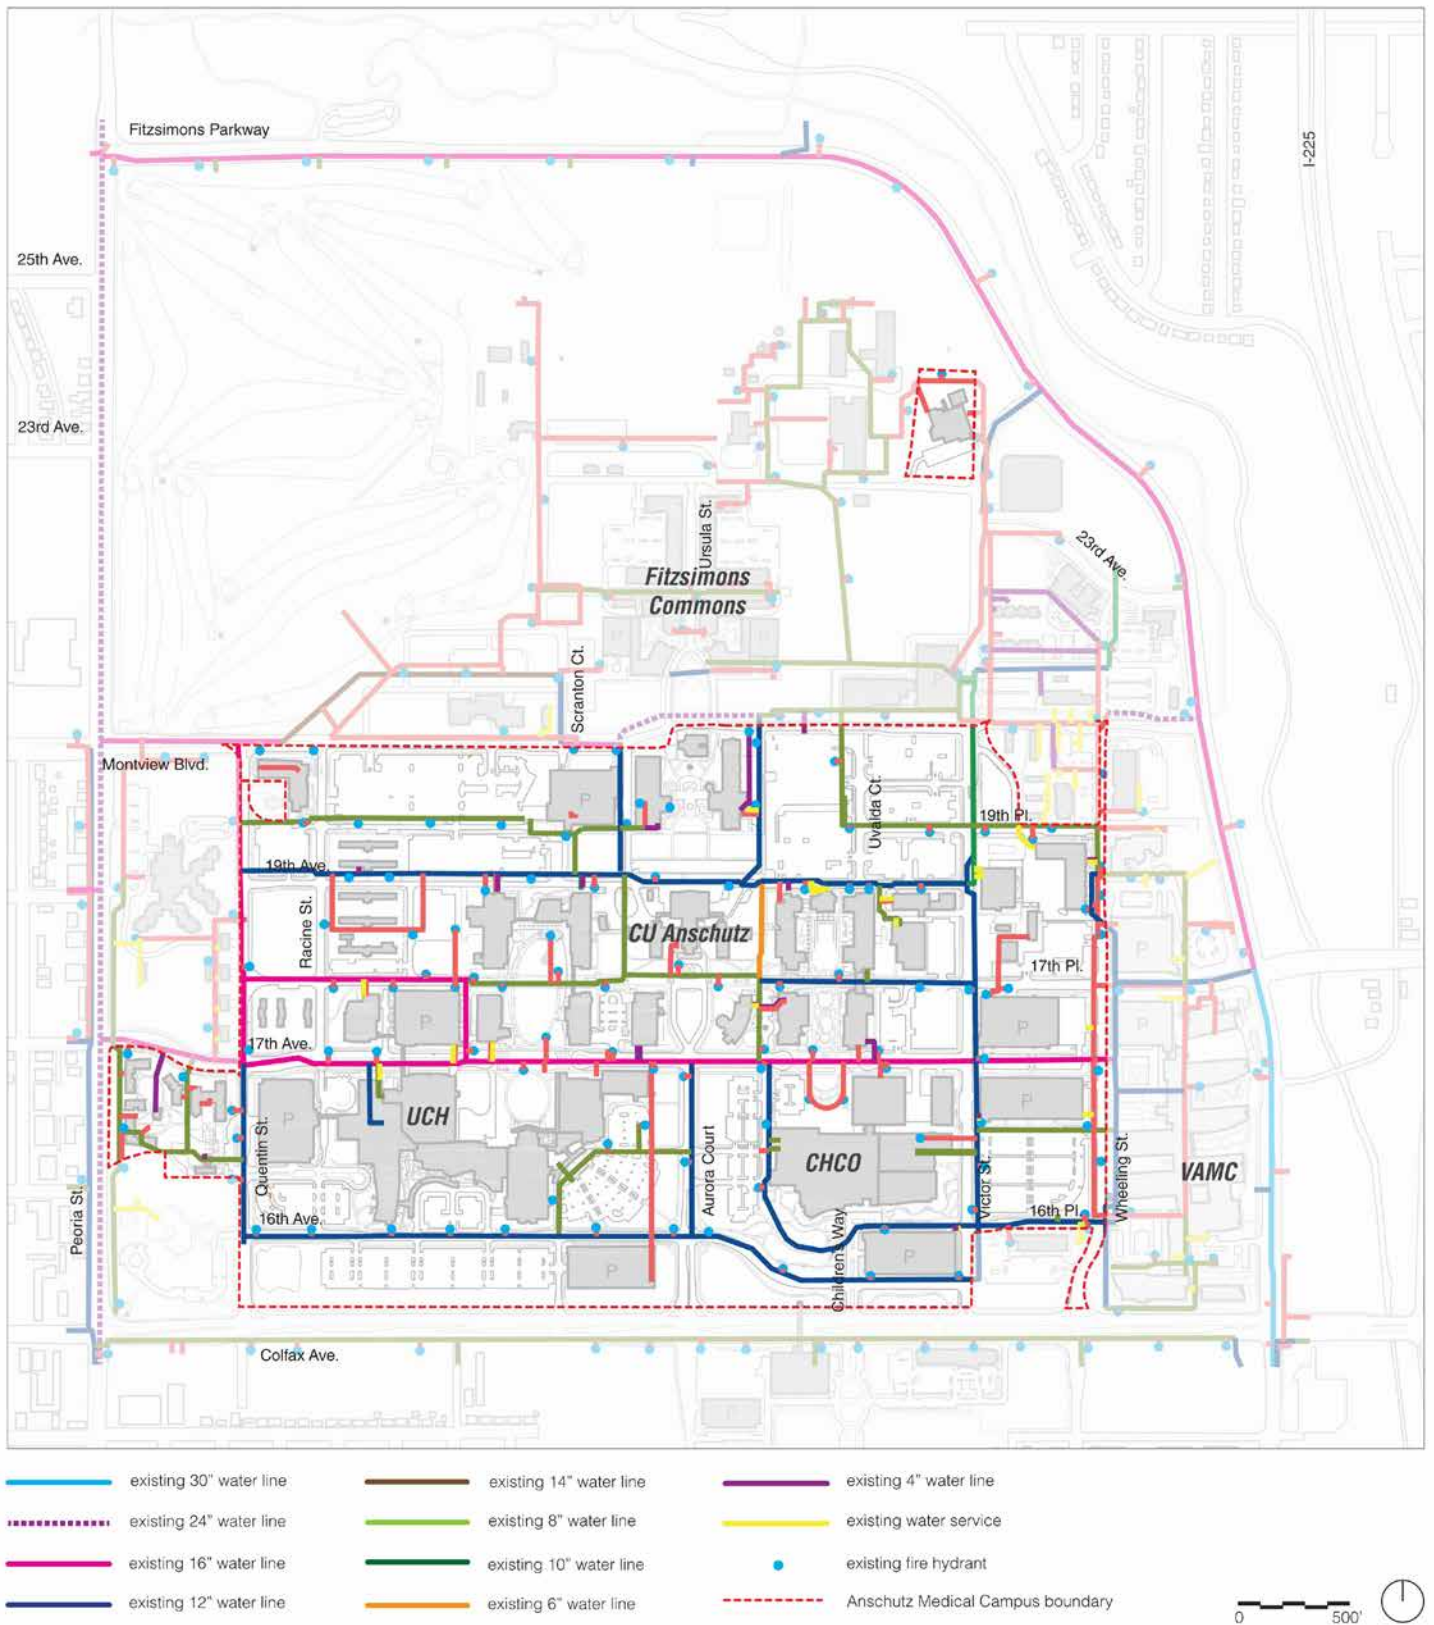 Fitzsimons Parkway
I-225
25th Ave.
23rd Ave.
Ursula St.
23rd Ave.
Fitzsimons
Commons
Scranton Ct.
Montview Blvd.
Uvalda Ct.
19th Pl.
19th Ave.
P
Racine St.
CU Anschutz
P
17th Pl.
P
P
P
17th Ave.
P
UCH
Quentin St.
Aurora Court
CHCO
Victor St.
Wheeling St.
VAMC
Peoria St.
16th Ave.
16th Pl.
Children's Way
P
P
Colfax Ave.
P
P
P
P
existing 30" water line
existing 14" water line
existing 4" water line
existing 24" water line
existing 8" water line
existing water service
existing 16" water line
existing 10" water line
existing fire hydrant
existing 12" water line
existing 6" water line
Anschutz Medical Campus boundary
0 500'